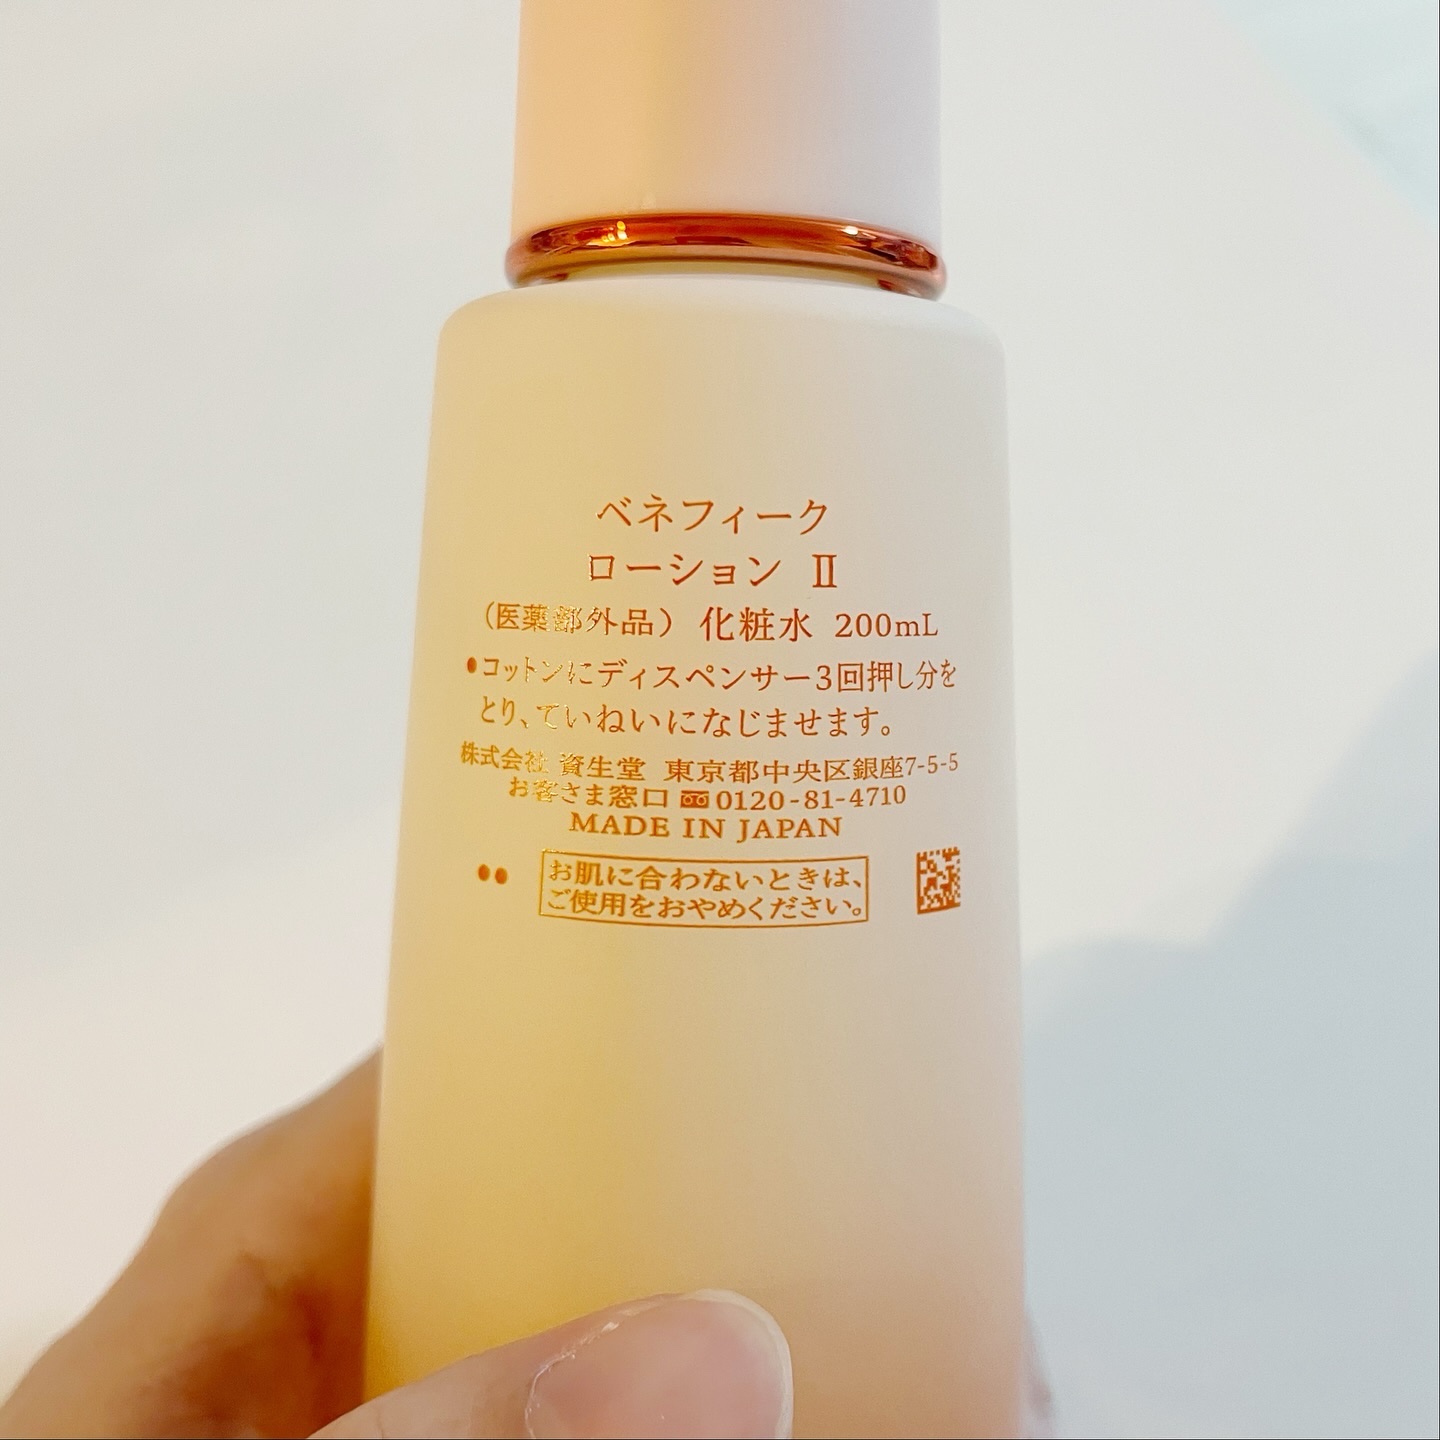 ベネフィーク
ローション Ⅱ
（医薬部外品）化粧水 200mL
●コットンにディスペンサー3回押し分を
とり、ていねいになじませます。
株式会社 資生堂 東京都中央区銀座7-5-5
お客さま窓口 0120-81-4710
MADE IN JAPAN
お肌に合わないときは、
ご使用をおやめください。